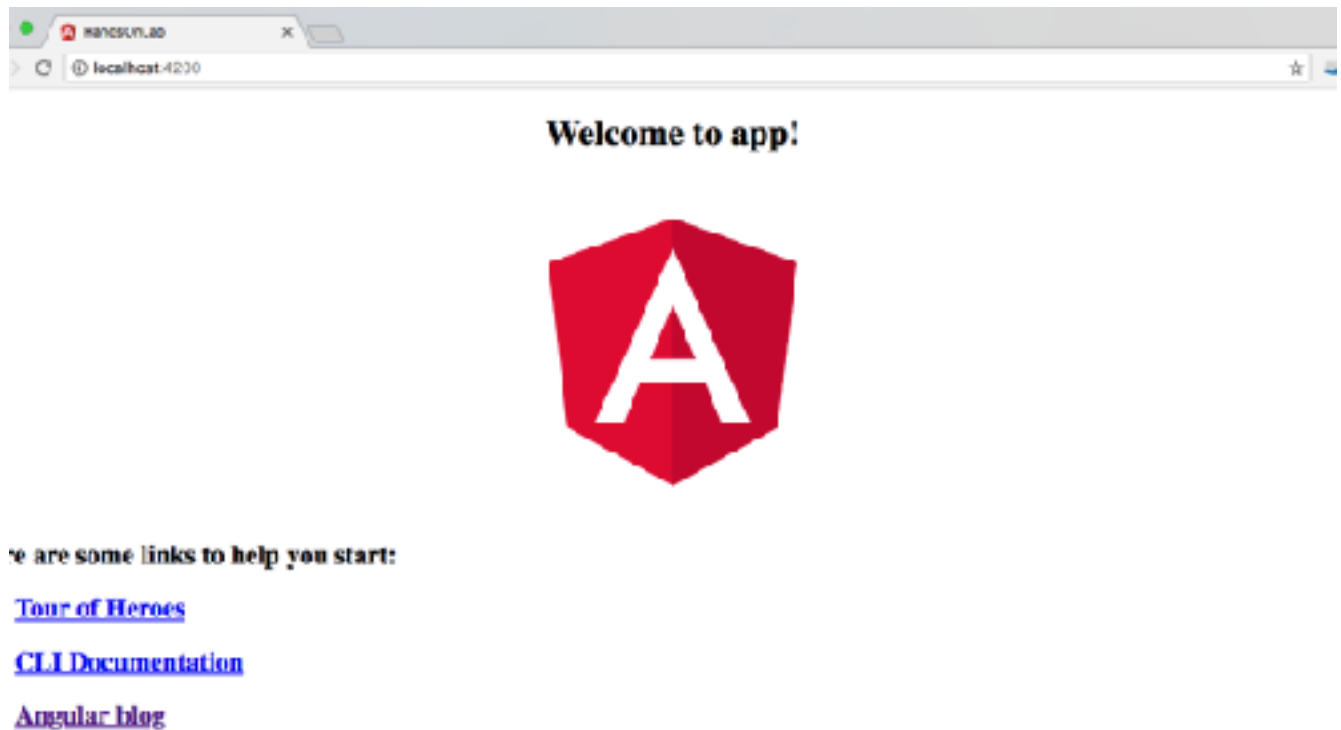 localhost:4200
Welcome to app!
A
re are some links to help you start:
Tour of Heroes
CLI Documentation
Angular blog